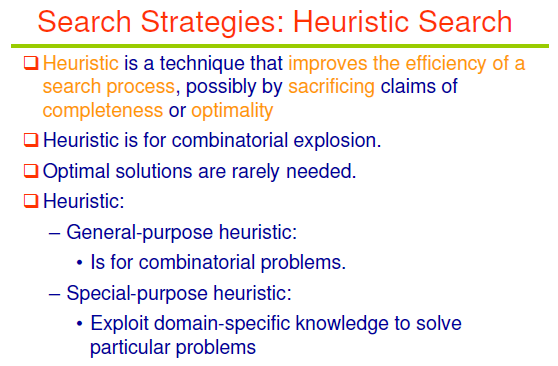 Search Strategies: Heuristic Search
❑ Heuristic is a technique that improves the efficiency of a
search process, possibly by sacrificing claims of
completeness or optimality
❑ Heuristic is for combinatorial explosion.
❑ Optimal solutions are rarely needed.
❑ Heuristic:
– General-purpose heuristic:
• Is for combinatorial problems.
– Special-purpose heuristic:
• Exploit domain-specific knowledge to solve
particular problems